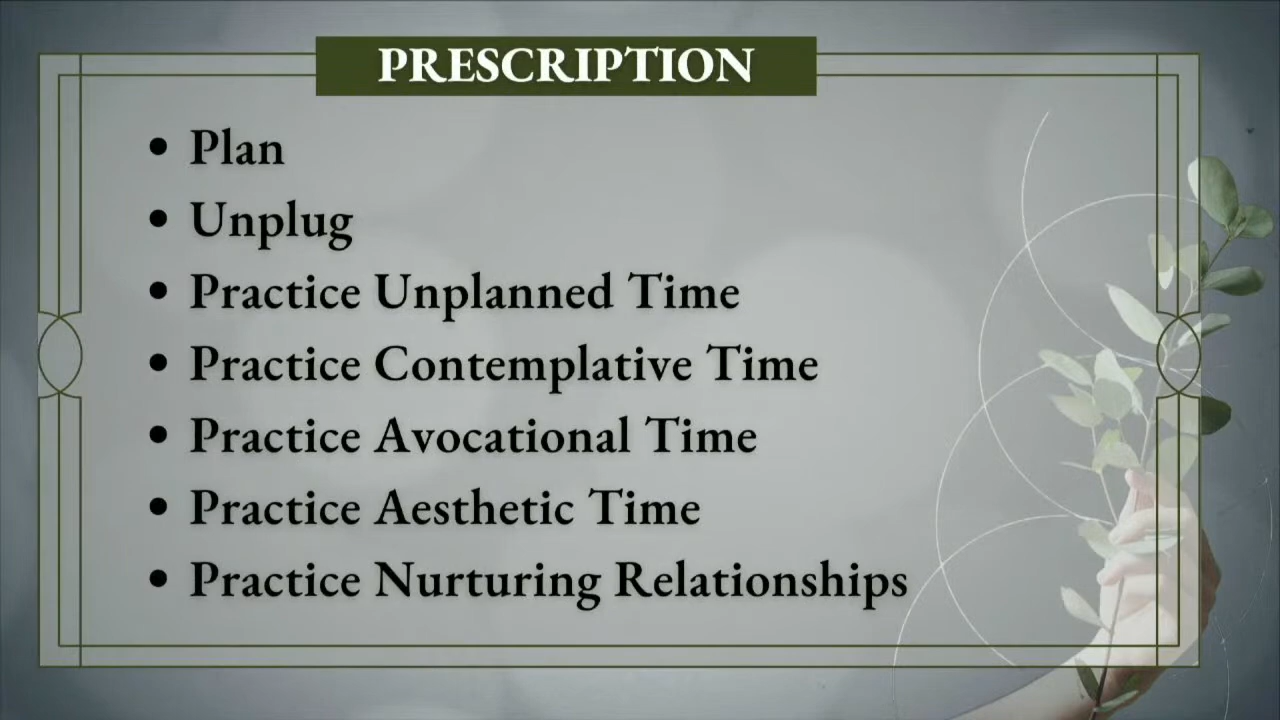 PRESCRIPTION
• Plan
• Unplug
• Practice Unplanned Time
• Practice Contemplative Time
• Practice Avocational Time
• Practice Aesthetic Time
• Practice Nurturing Relationships